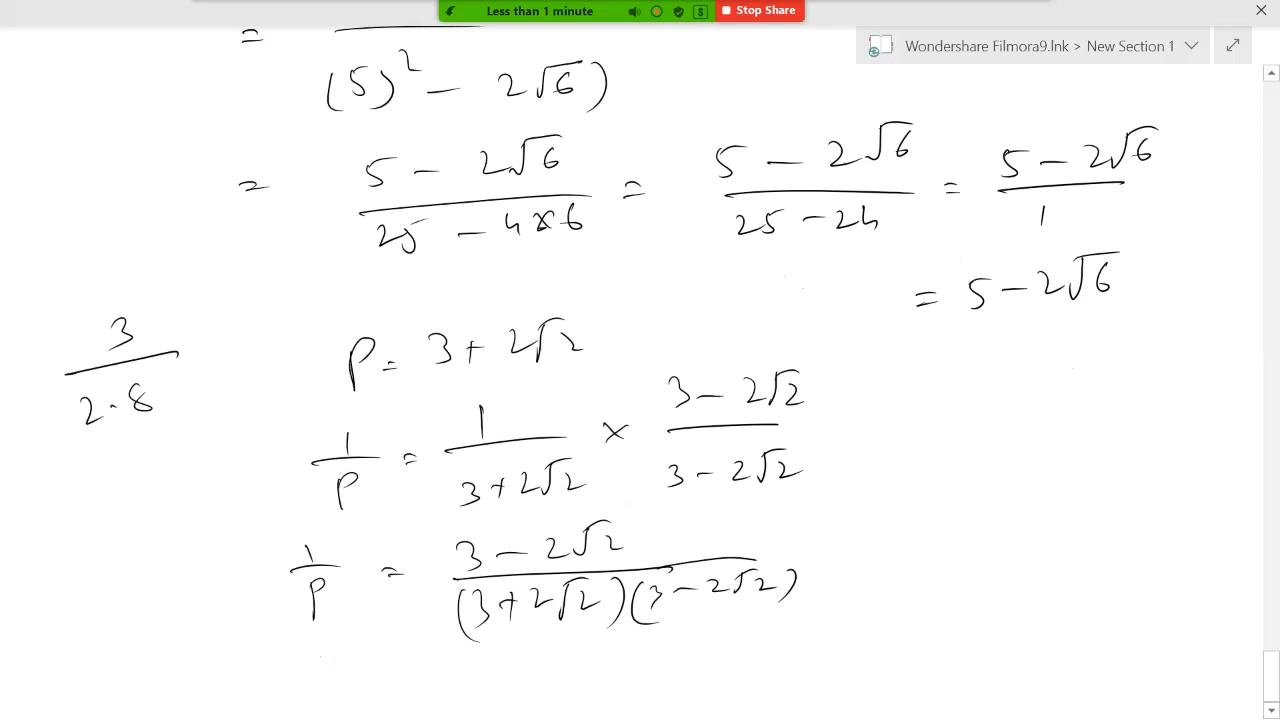 Less than 1 minute $ Stop Share
Wondershare Filmora9.lnk > New Section 1
= (5)² - 2√6)
= (5 - 2√6)/(25 - 4×6) = (5 - 2√6)/(25 - 24) = (5 - 2√6)/1
= 5 - 2√6
3/(2·8)
P = 3 + 2√2
1/P = 1/(3+2√2) × (3 - 2√2)/(3 - 2√2)
1/P = (3 - 2√2)/((3+2√2)(3 - 2√2))